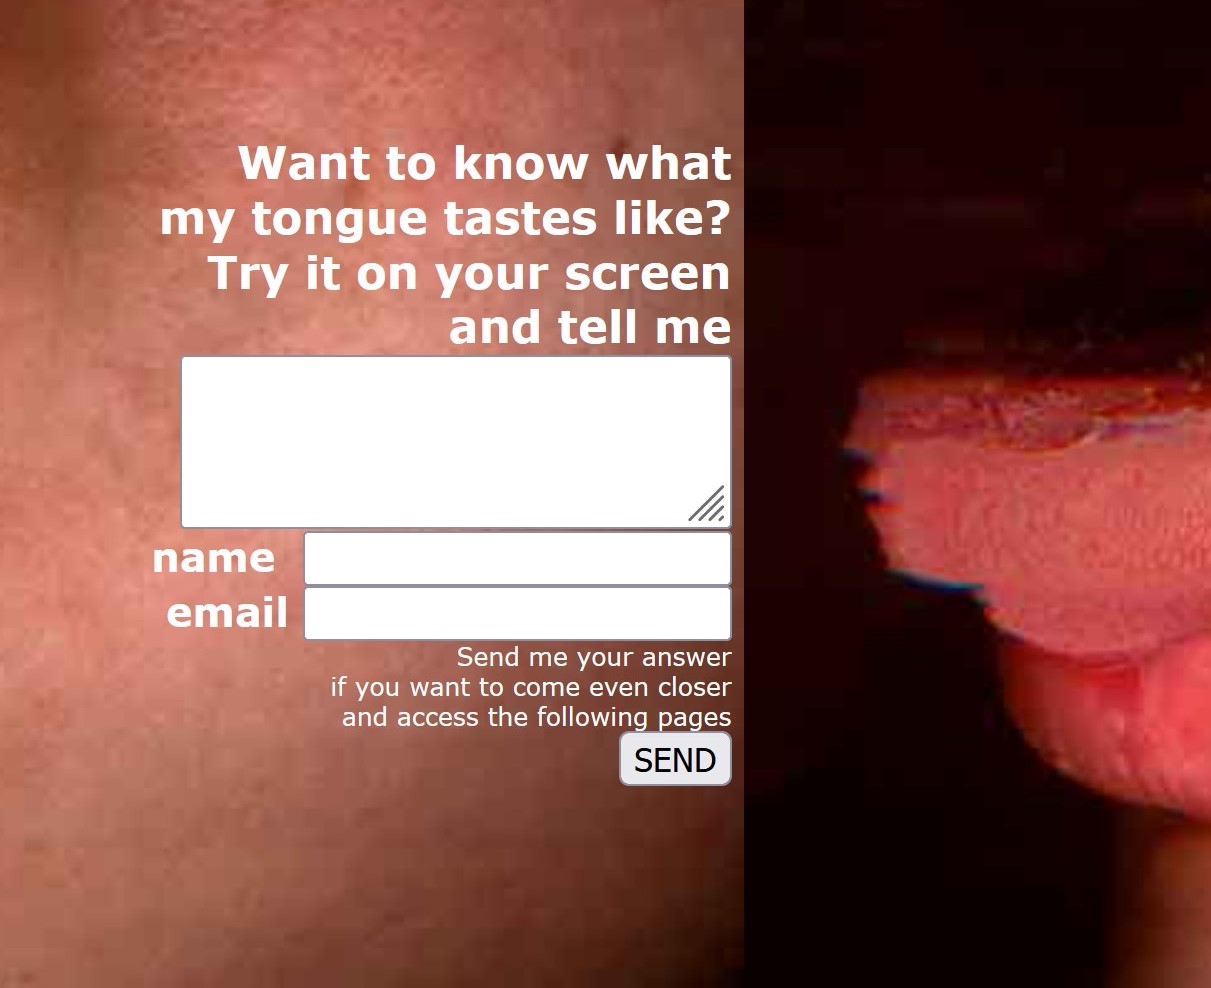 Want to know what
my tongue tastes like?
Try it on your screen
and tell me
name
email
Send me your answer
if you want to come even closer
and access the following pages
SEND